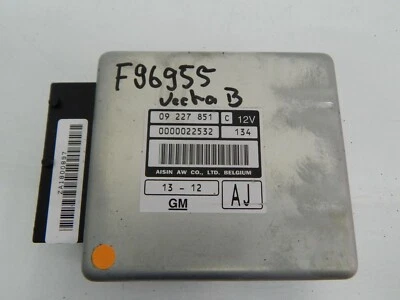 F96955
Vectra B
09 227 851 C 12V
0000022532 134
AISIN AW CO., LTD. BELGIUM
13 - 12
GM AJ